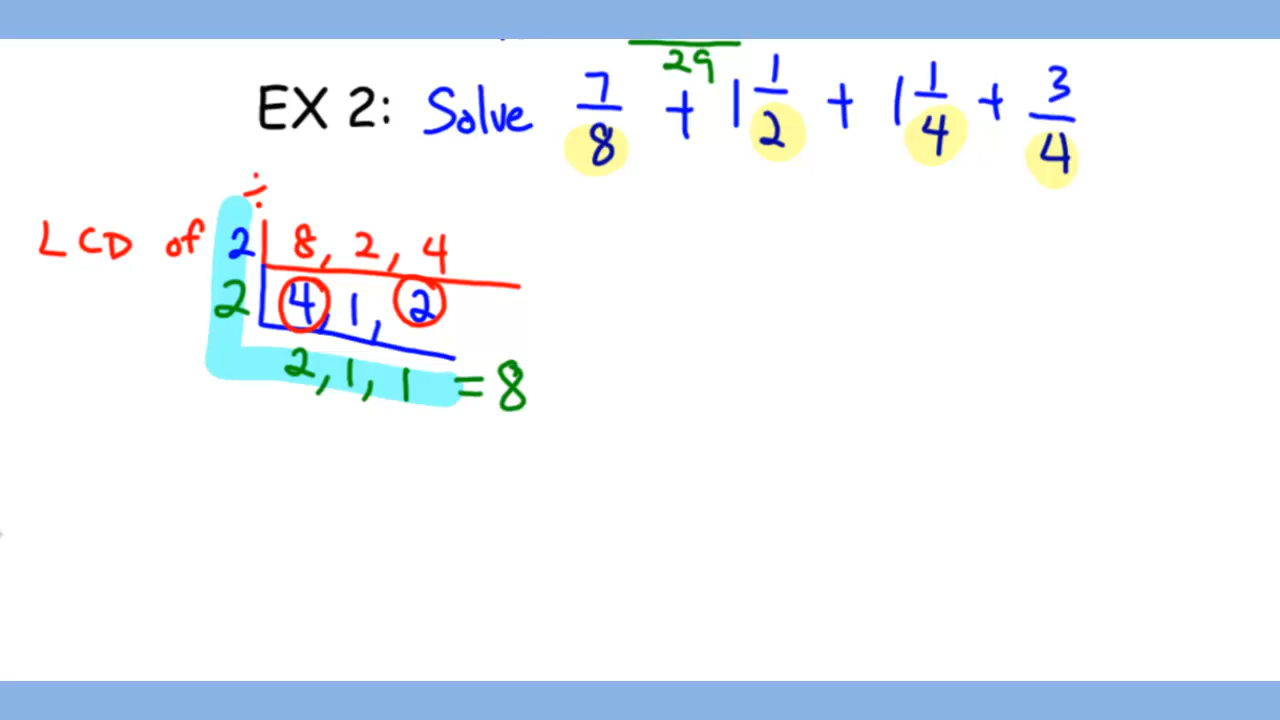 29
EX 2: Solve 7/8 + 1 1/2 + 1 1/4 + 3/4
÷
LCD of 2 | 8, 2, 4
2 | 4, 1, 2
2, 1, 1 = 8